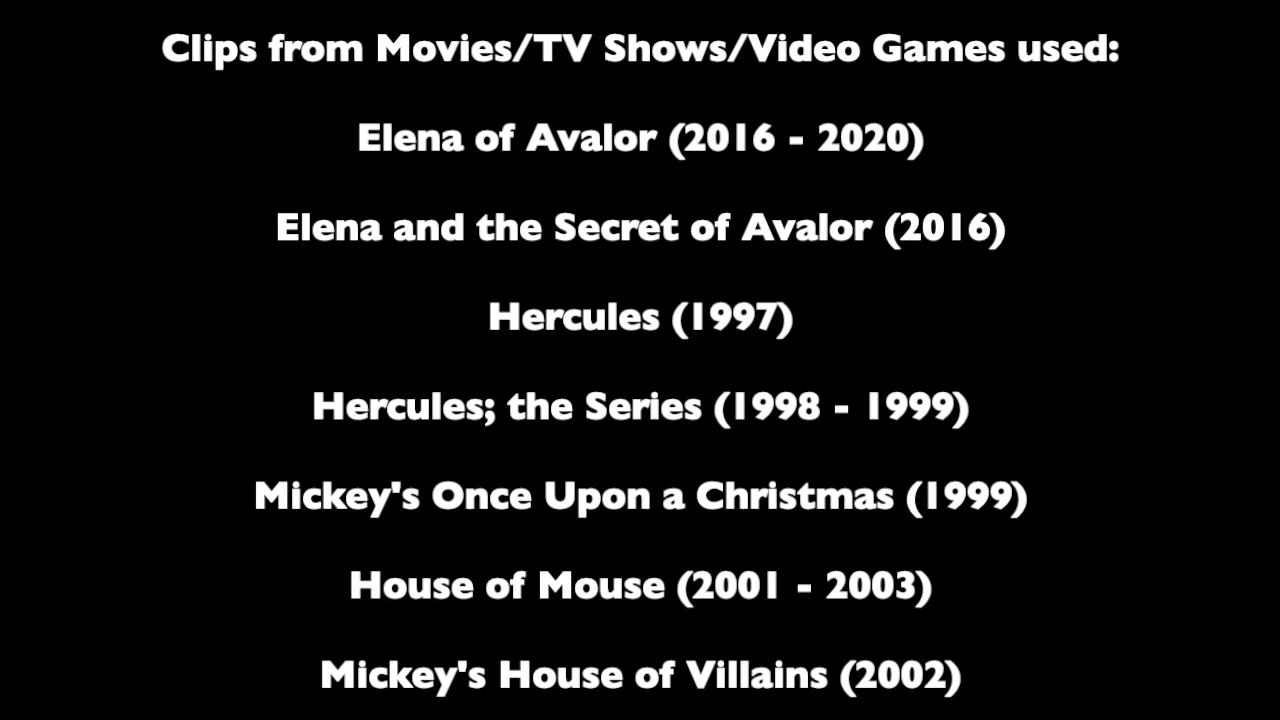 Clips from Movies/TV Shows/Video Games used:
Elena of Avalor (2016 - 2020)
Elena and the Secret of Avalor (2016)
Hercules (1997)
Hercules; the Series (1998 - 1999)
Mickey's Once Upon a Christmas (1999)
House of Mouse (2001 - 2003)
Mickey's House of Villains (2002)